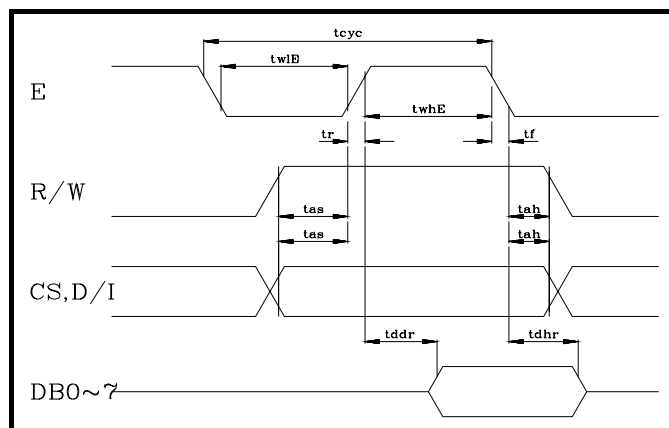 tcyc
twlE
E
twhE
tr
tf
R/W
tas
tah
tas
tah
CS,D/I
tddr
tdhr
DB0~7